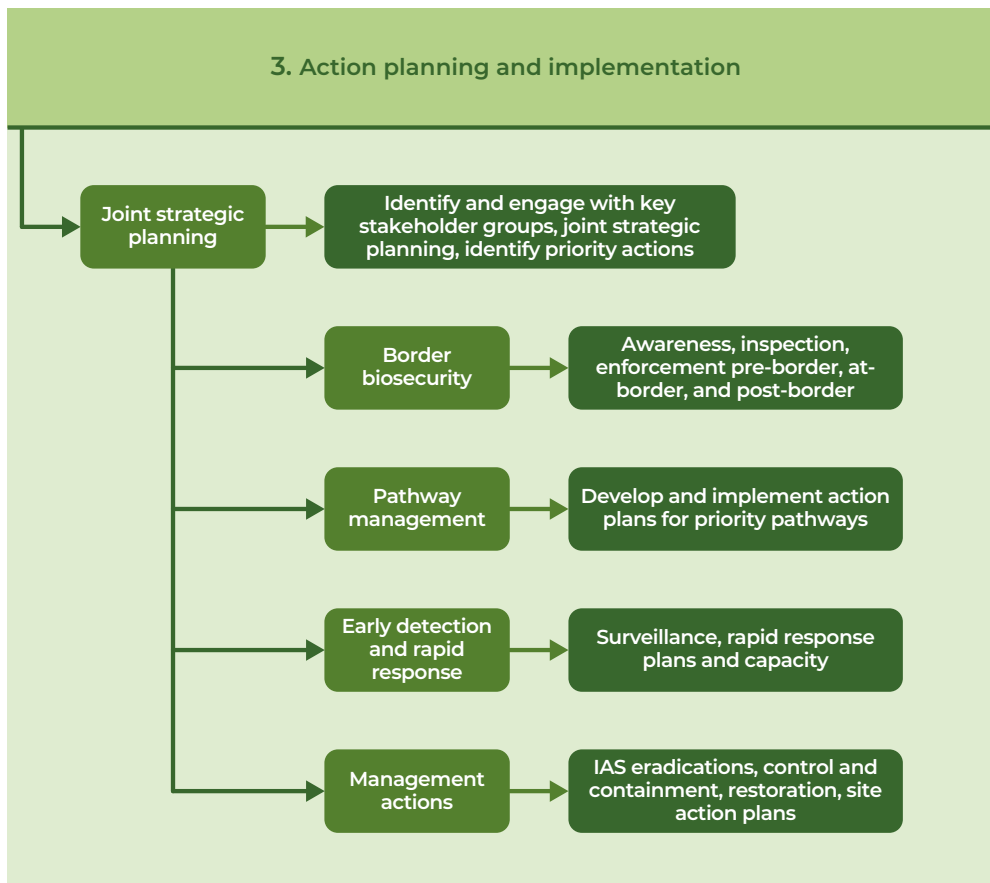 3. Action planning and implementation
Joint strategic
planning
Identify and engage with key
stakeholder groups, joint strategic
planning, identify priority actions
Border
biosecurity
Awareness, inspection,
enforcement pre-border, at-
border, and post-border
Pathway
management
Develop and implement action
plans for priority pathways
Early detection
and rapid
response
Surveillance, rapid response
plans and capacity
Management
actions
IAS eradications, control and
containment, restoration, site
action plans